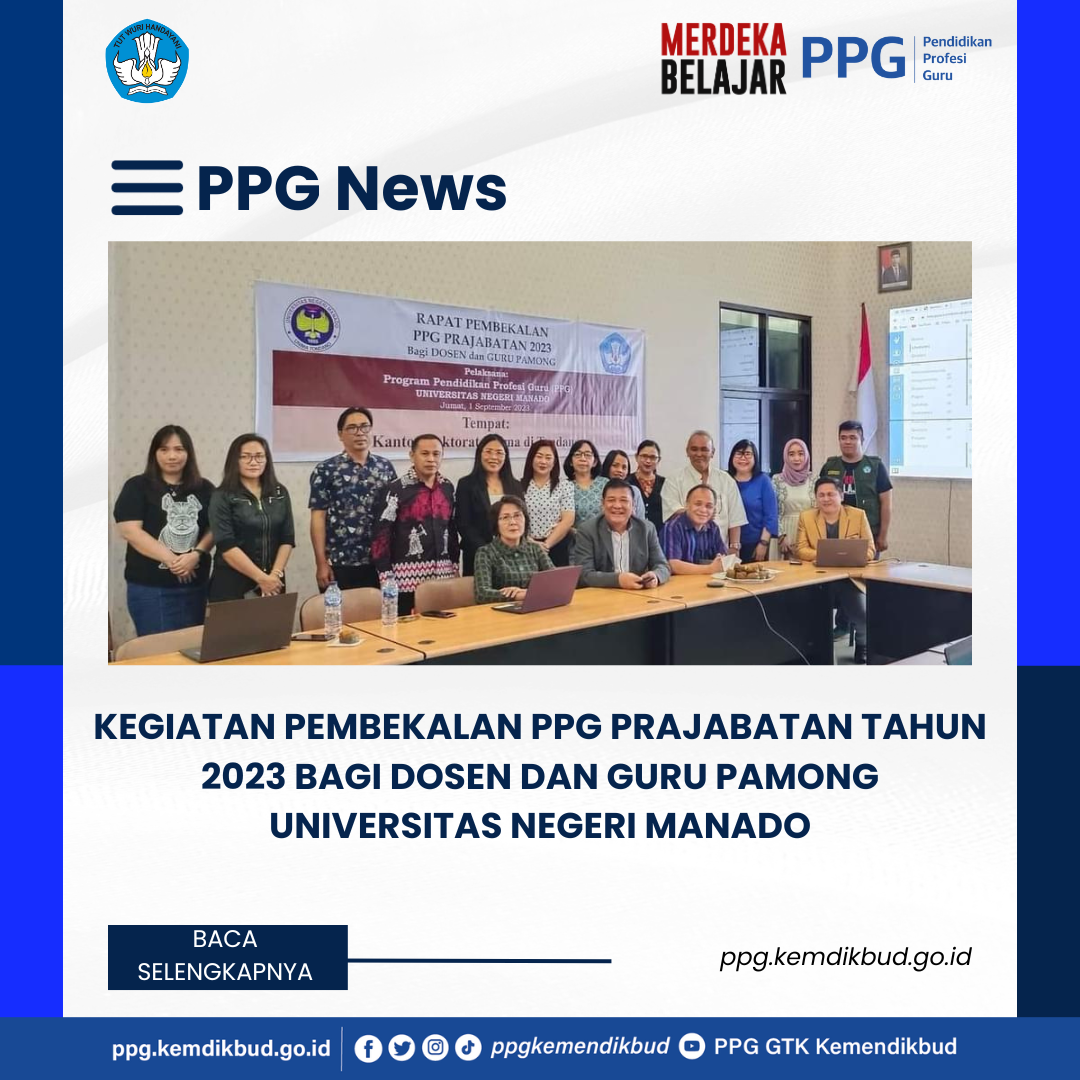 TUT WURI HANDAYANI
MERDEKA
BELAJAR
PPG
Pendidikan
Profesi
Guru
PPG News
UNIVERSITAS NEGERI MANADO
RAPAT PEMBEKALAN
PPG PRAJABATAN 2023
Bagi DOSEN dan GURU PAMONG
Pelaksana:
Program Pendidikan Profesi Guru (PPG)
UNIVERSITAS NEGERI MANADO
Jumat, 1 September 2023
Tempat:
KEGIATAN PEMBEKALAN PPG PRAJABATAN TAHUN
2023 BAGI DOSEN DAN GURU PAMONG
UNIVERSITAS NEGERI MANADO
BACA
SELENGKAPNYA
ppg.kemdikbud.go.id
ppg.kemdikbud.go.id
ppgkemendikbud
PPG GTK Kemendikbud